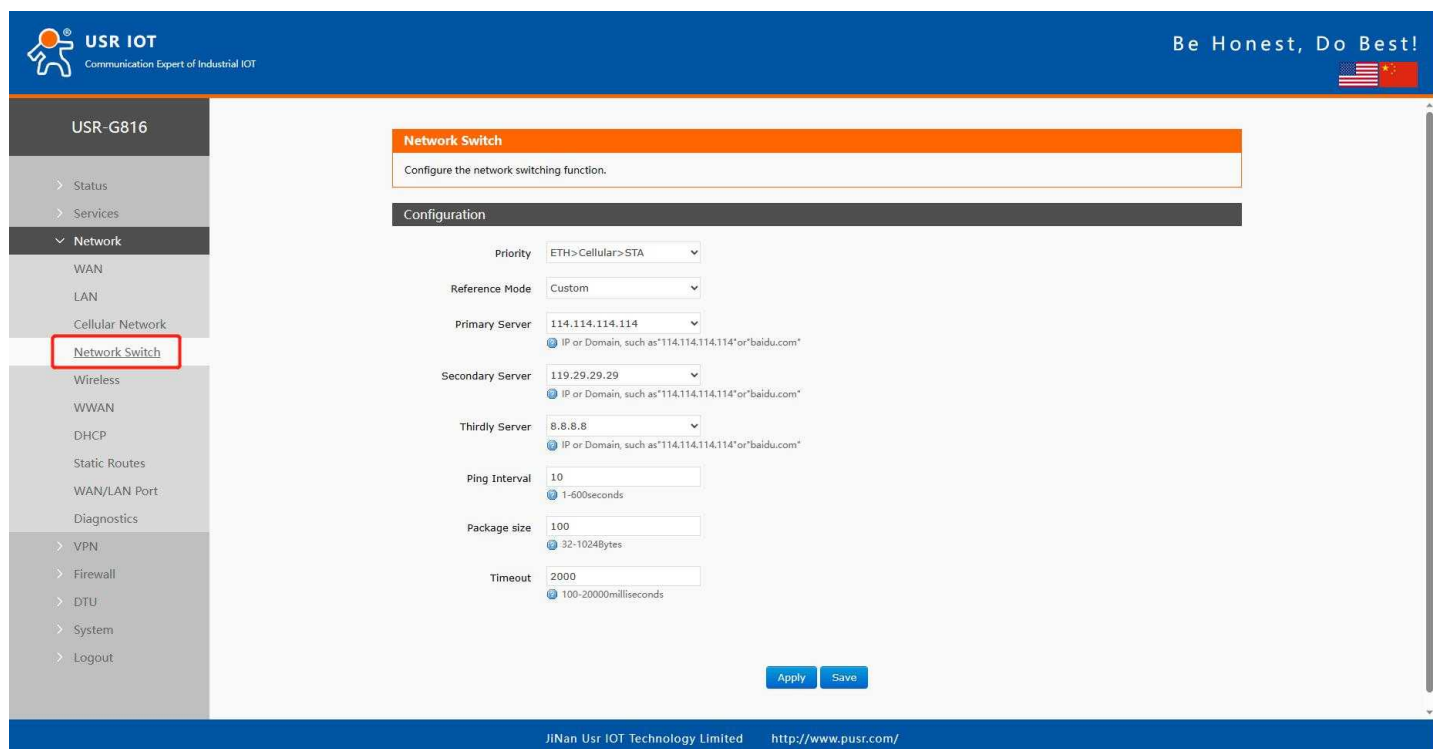 USR IOT
Communication Expert of Industrial IOT
Be Honest, Do Best!
USR-G816
Status
Services
Network
WAN
LAN
Cellular Network
Network Switch
Wireless
WWAN
DHCP
Static Routes
WAN/LAN Port
Diagnostics
VPN
Firewall
DTU
System
Logout
Network Switch
Configure the network switching function.
Configuration
Priority ETH>Cellular>STA
Reference Mode Custom
Primary Server 114.114.114.114
IP or Domain, such as"114.114.114.114"or"baidu.com"
Secondary Server 119.29.29.29
IP or Domain, such as"114.114.114.114"or"baidu.com"
Thirdly Server 8.8.8.8
IP or Domain, such as"114.114.114.114"or"baidu.com"
Ping Interval 10
1-600seconds
Package size 100
32-1024Bytes
Timeout 2000
100-20000milliseconds
Apply Save
JiNan Usr IOT Technology Limited http://www.pusr.com/